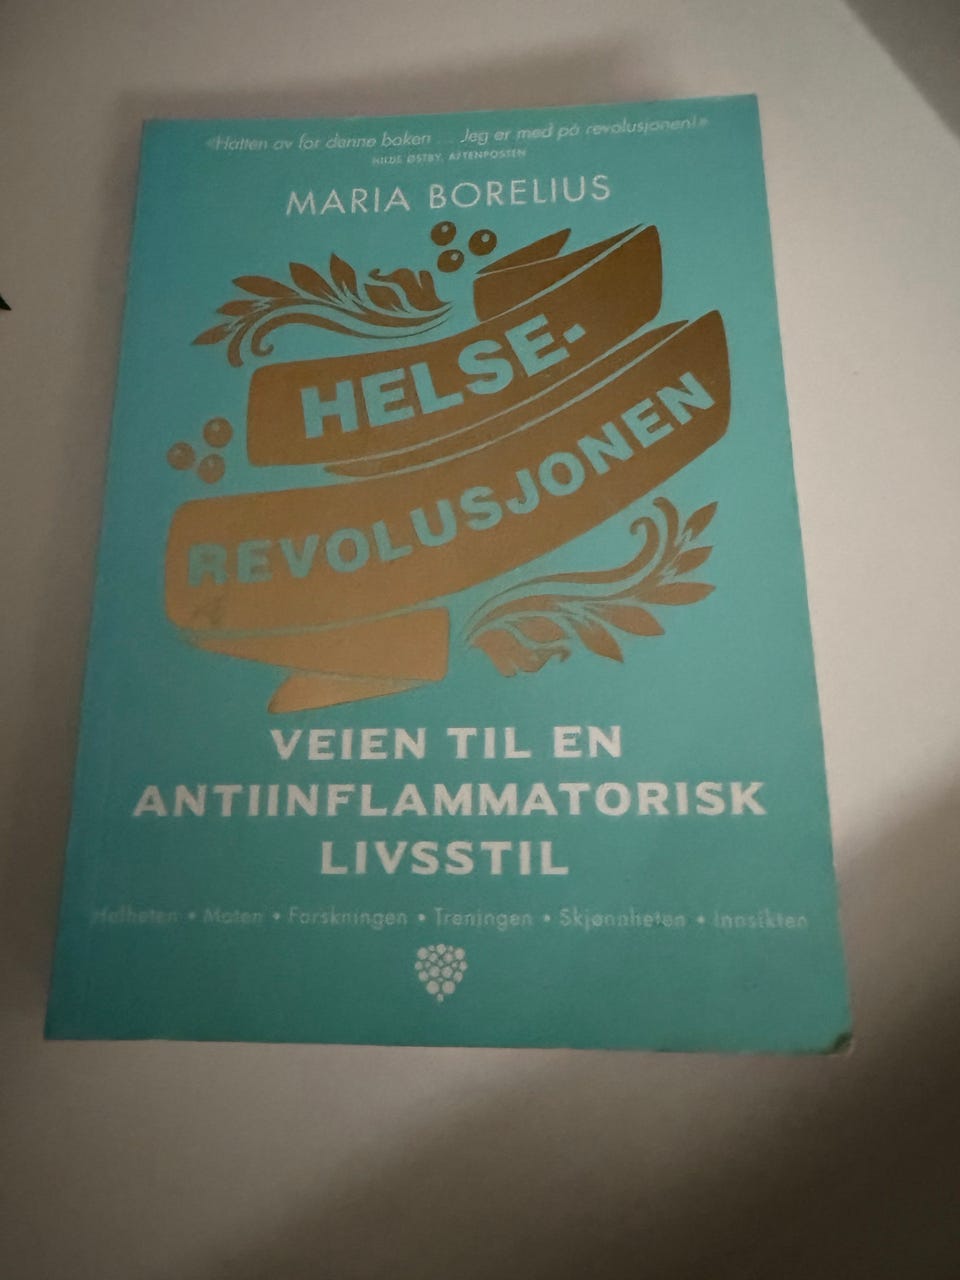 «Hatten av for denne boken ... Jeg er med på revolusjonen!»
HILDE ØSTBY, AFTENPOSTEN
MARIA BORELIUS
HELSE-
REVOLUSJONEN
VEIEN TIL EN
ANTIINFLAMMATORISK
LIVSSTIL
Helheten • Maten • Forskningen • Treningen • Skjønnheten • Innsikten